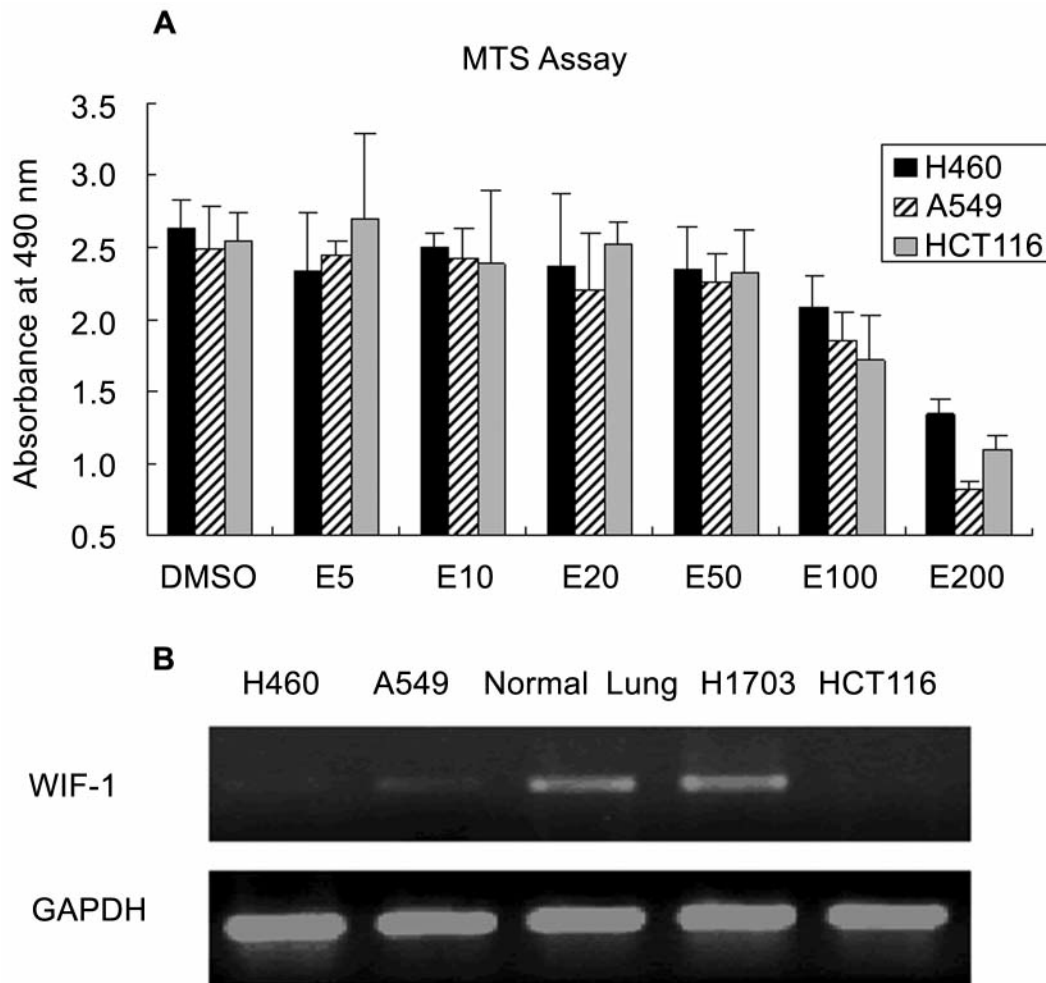 A
MTS Assay
Absorbance at 490 nm
3.5
3.0
2.5
2.0
1.5
1.0
0.5
H460
A549
HCT116
DMSO E5 E10 E20 E50 E100 E200
B
H460 A549 Normal Lung H1703 HCT116
WIF-1
GAPDH